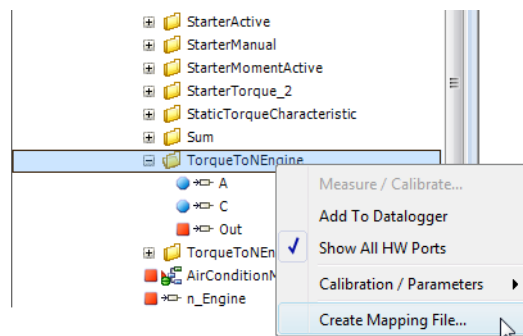 StarterActive
StarterManual
StarterMomentActive
StarterTorque_2
StaticTorqueCharacteristic
Sum
TorqueToNEngine
A
C
Out
TorqueToNEn
AirConditionM
n_Engine
Measure / Calibrate...
Add To Datalogger
Show All HW Ports
Calibration / Parameters
Create Mapping File...